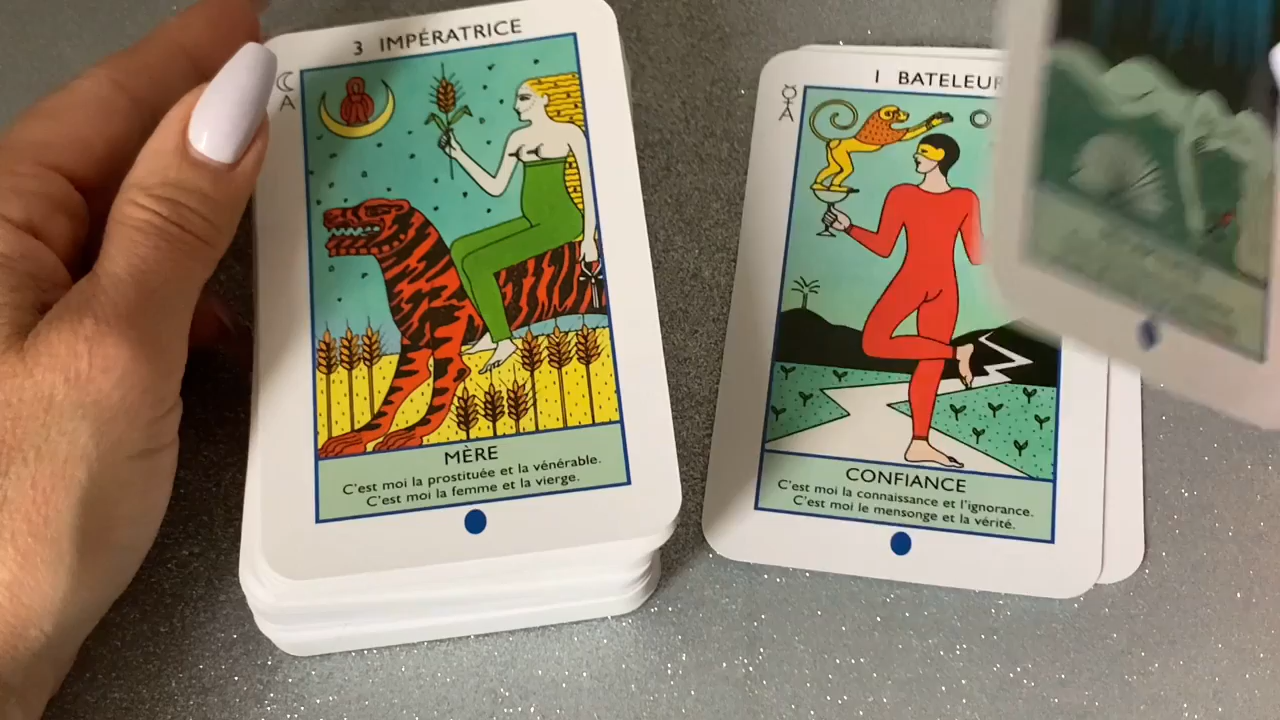 3 IMPÉRATRICE
A
MÈRE
C'est moi la prostituée et la vénérable.
C'est moi la femme et la vierge.
I BATELEUR
A
CONFIANCE
C'est moi la connaissance et l'ignorance.
C'est moi le mensonge et la vérité.